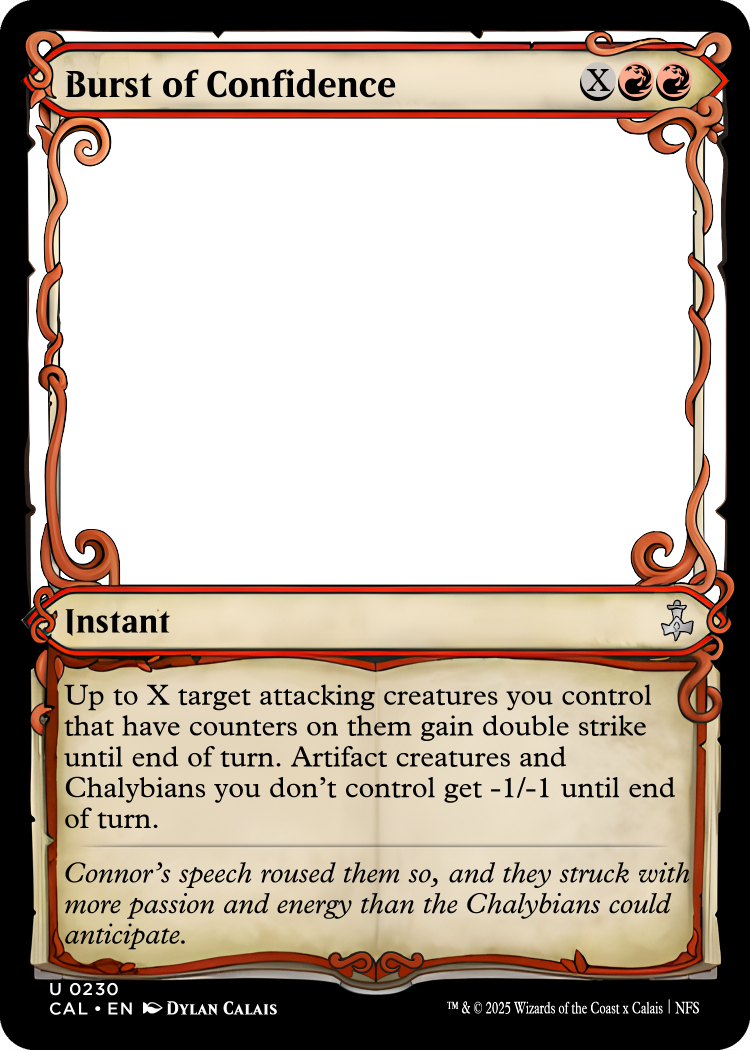 Burst of Confidence X
Instant
Up to X target attacking creatures you control
that have counters on them gain double strike
until end of turn. Artifact creatures and
Chalybians you don’t control get -1/-1 until end
of turn.
Connor’s speech roused them so, and they struck with
more passion and energy than the Chalybians could
anticipate.
U 0230
CAL • EN Dylan Calais
™ & © 2025 Wizards of the Coast x Calais | NFS